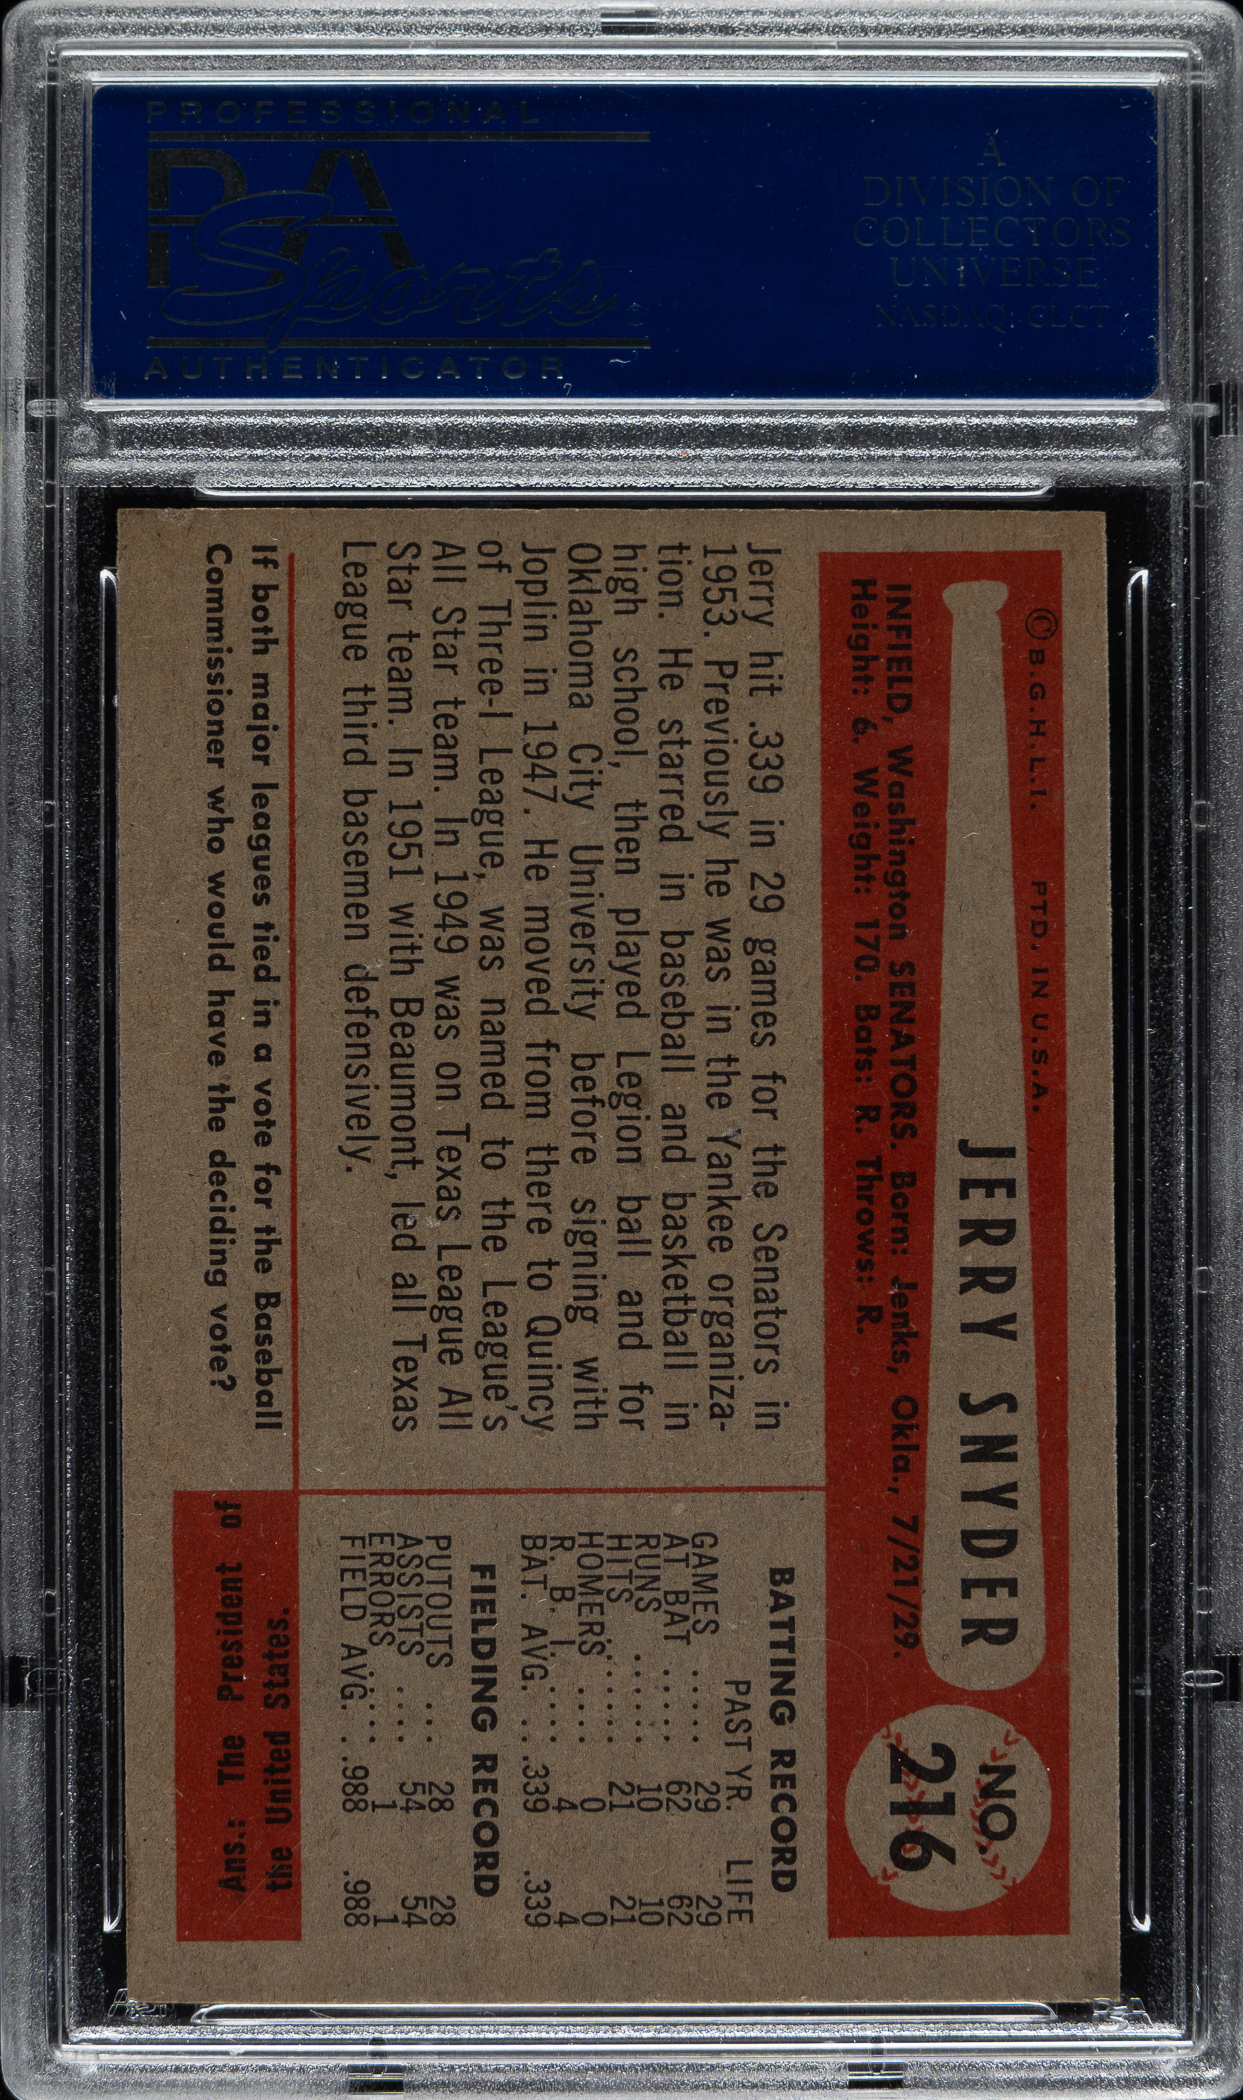 PROFESSIONAL
PSA
Sports
AUTHENTICATOR
A
DIVISION OF
COLLECTORS
UNIVERSE
NASDAQ: CLCT
© B.G.H.L.I. PTD. IN U.S.A.
JERRY SNYDER
NO.
216
INFIELD, Washington SENATORS. Born: Jenks, Okla., 7/21/29.
Height: 6. Weight: 170. Bats: R. Throws: R.
Jerry hit .339 in 29 games for the Senators in
1953. Previously he was in the Yankee organiza-
tion. He starred in baseball and basketball in
high school, then played Legion ball and for
Oklahoma City University before signing with
Joplin in 1947. He moved from there to Quincy
of Three-I League, was named to the League's
All Star team. In 1949 was on Texas League All
Star team. In 1951 with Beaumont, led all Texas
League third basemen defensively.
BATTING RECORD
PAST YR. LIFE
GAMES ..... 29 29
AT BAT ..... 62 62
RUNS ...... 10 10
HITS ...... 21 21
HOMERS ..... 0 0
R. B. I. ..... 4 4
BAT. AVG. .. .339 .339
FIELDING RECORD
PUTOUTS ... 28 28
ASSISTS .... 54 54
ERRORS .... 1 1
FIELD AVG. . .988 .988
If both major leagues tied in a vote for the Baseball
Commissioner who would have the deciding vote?
Ans.: The President of
the United States.
PSA
PSA